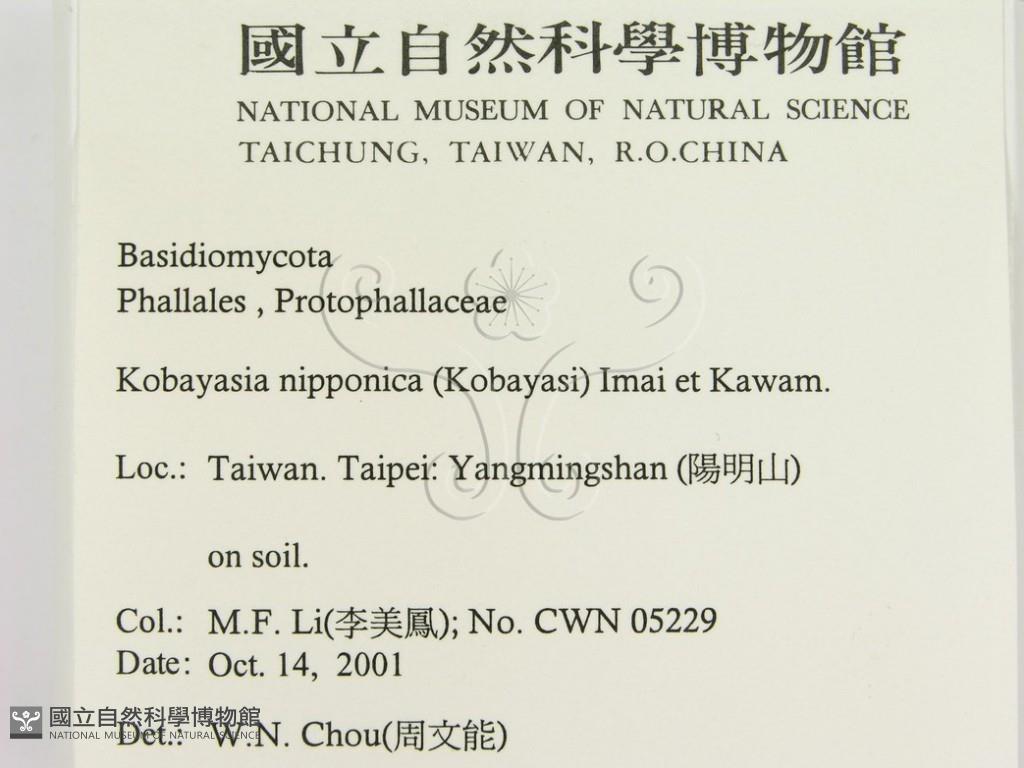 國立自然科學博物館
NATIONAL MUSEUM OF NATURAL SCIENCE
TAICHUNG, TAIWAN, R.O.CHINA
Basidiomycota
Phallales , Protophallaceae
Kobayasia nipponica (Kobayasi) Imai et Kawam.
Loc.: Taiwan. Taipei: Yangmingshan (陽明山)
on soil.
Col.: M.F. Li(李美鳳); No. CWN 05229
Date: Oct. 14, 2001
Det.: W.N. Chou(周文能)
國立自然科學博物館
NATIONAL MUSEUM OF NATURAL SCIENCE